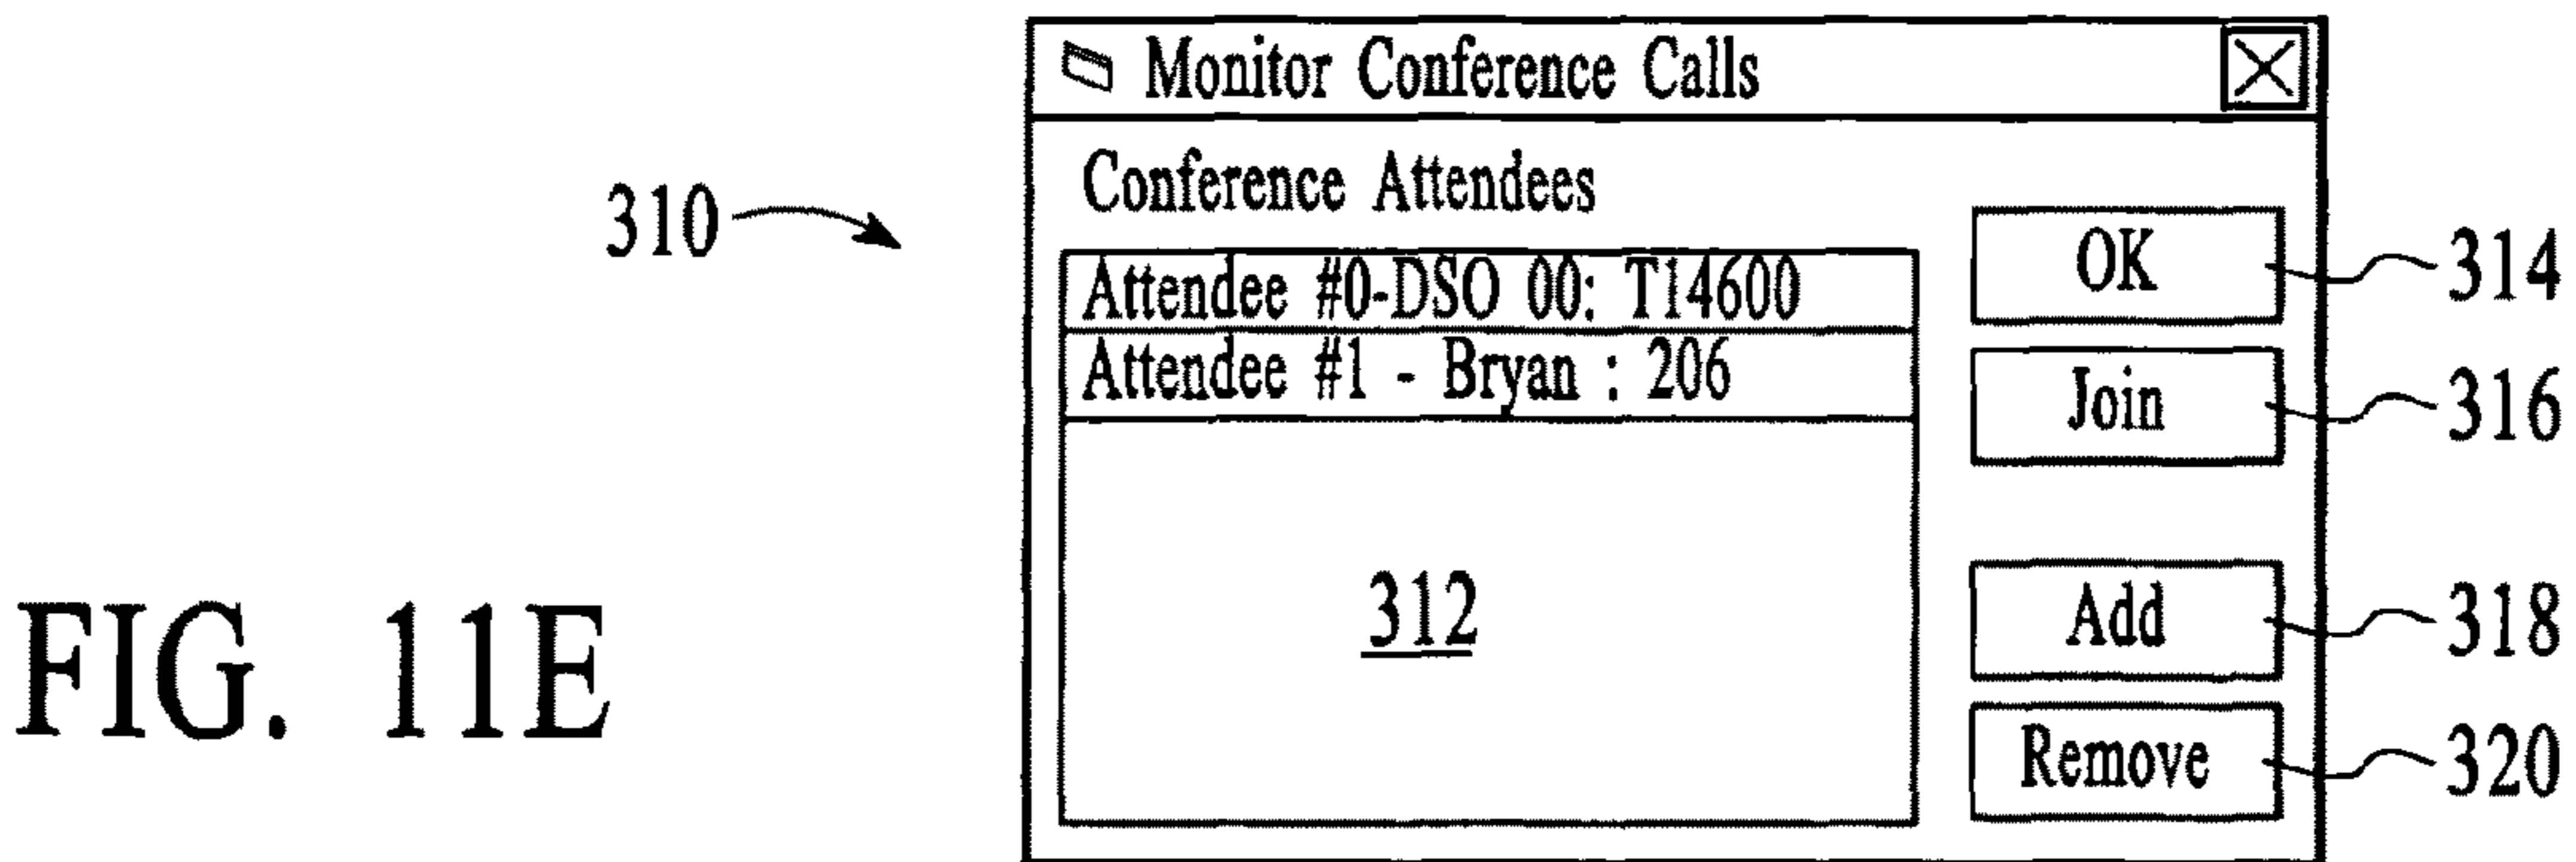 Monitor Conference Calls
Conference Attendees
310
Attendee #0-DSO 00: T14600
Attendee #1 - Bryan : 206
312
OK
314
Join
316
Add
318
Remove
320
FIG. 11E